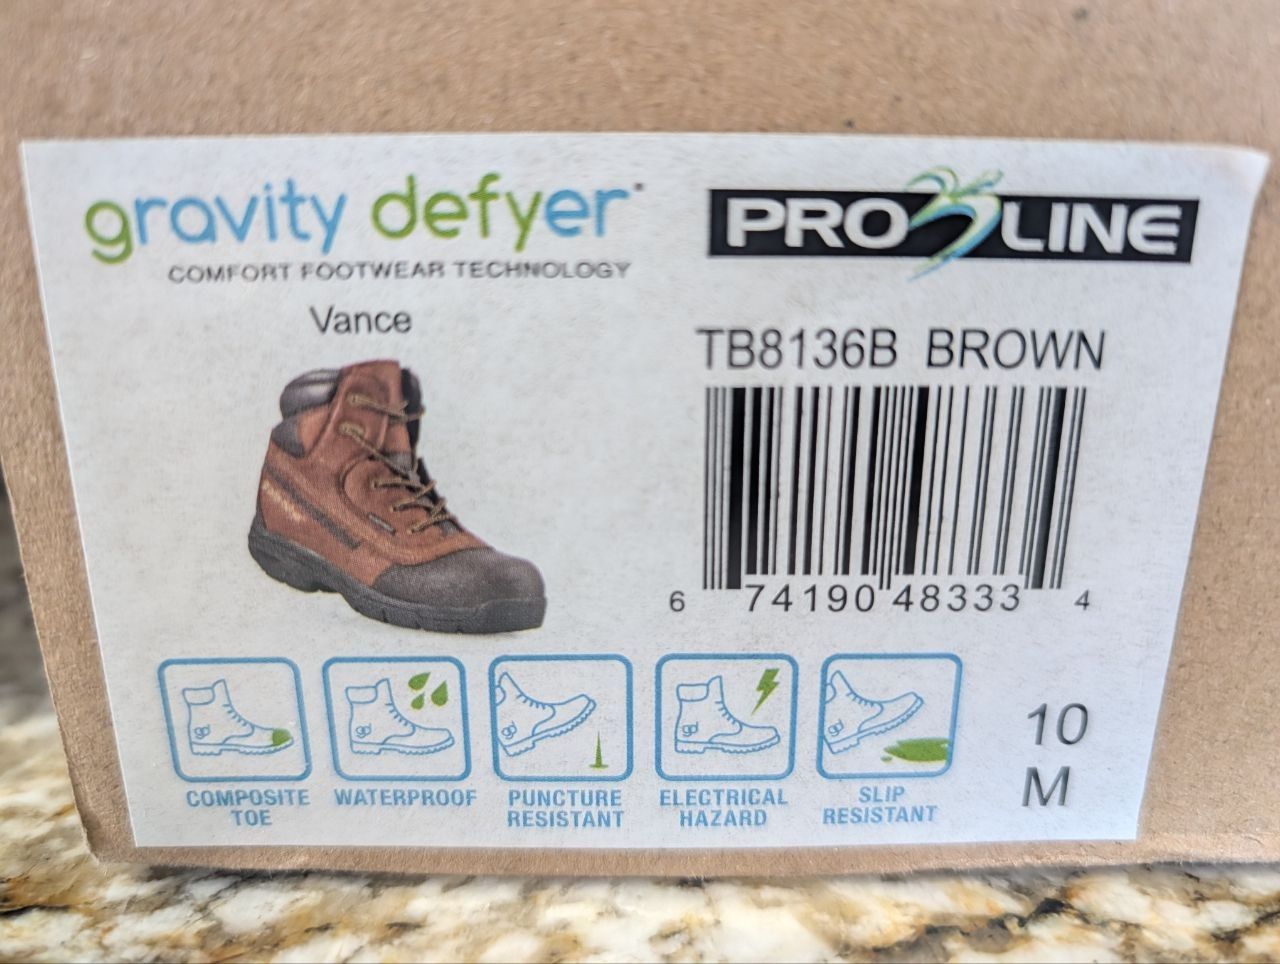 gravity defyer
COMFORT FOOTWEAR TECHNOLOGY
PRO LINE
Vance
TB8136B BROWN
6 74190 48333 4
COMPOSITE
TOE
WATERPROOF
PUNCTURE
RESISTANT
ELECTRICAL
HAZARD
SLIP
RESISTANT
10
M